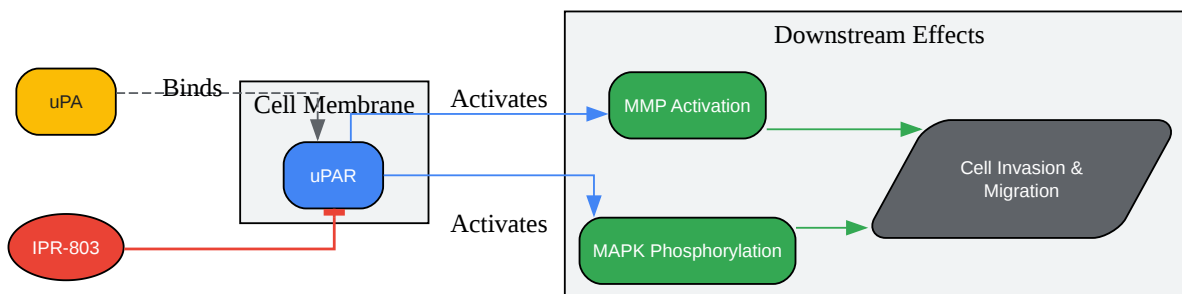 Downstream Effects
uPA
Binds
Cell Membrane
Activates
MMP Activation
uPAR
Cell Invasion &
Migration
Activates
IPR-803
MAPK Phosphorylation